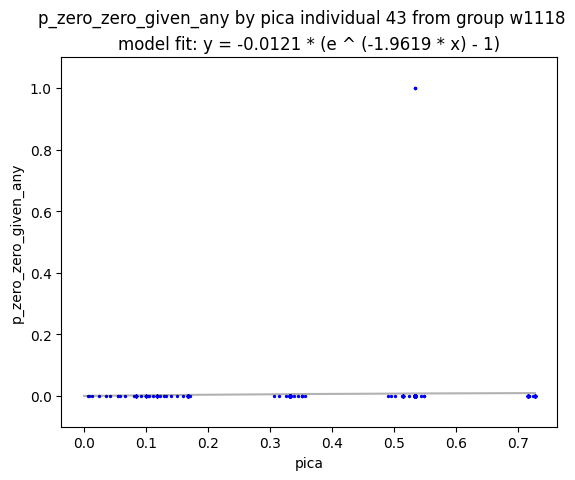 p_zero_zero_given_any by pica individual 43 from group w1118
model fit: y = -0.0121 * (e ^ (-1.9619 * x) - 1)
p_zero_zero_given_any
1.0
0.8
0.6
0.4
0.2
0.0
0.0 0.1 0.2 0.3 0.4 0.5 0.6 0.7
pica